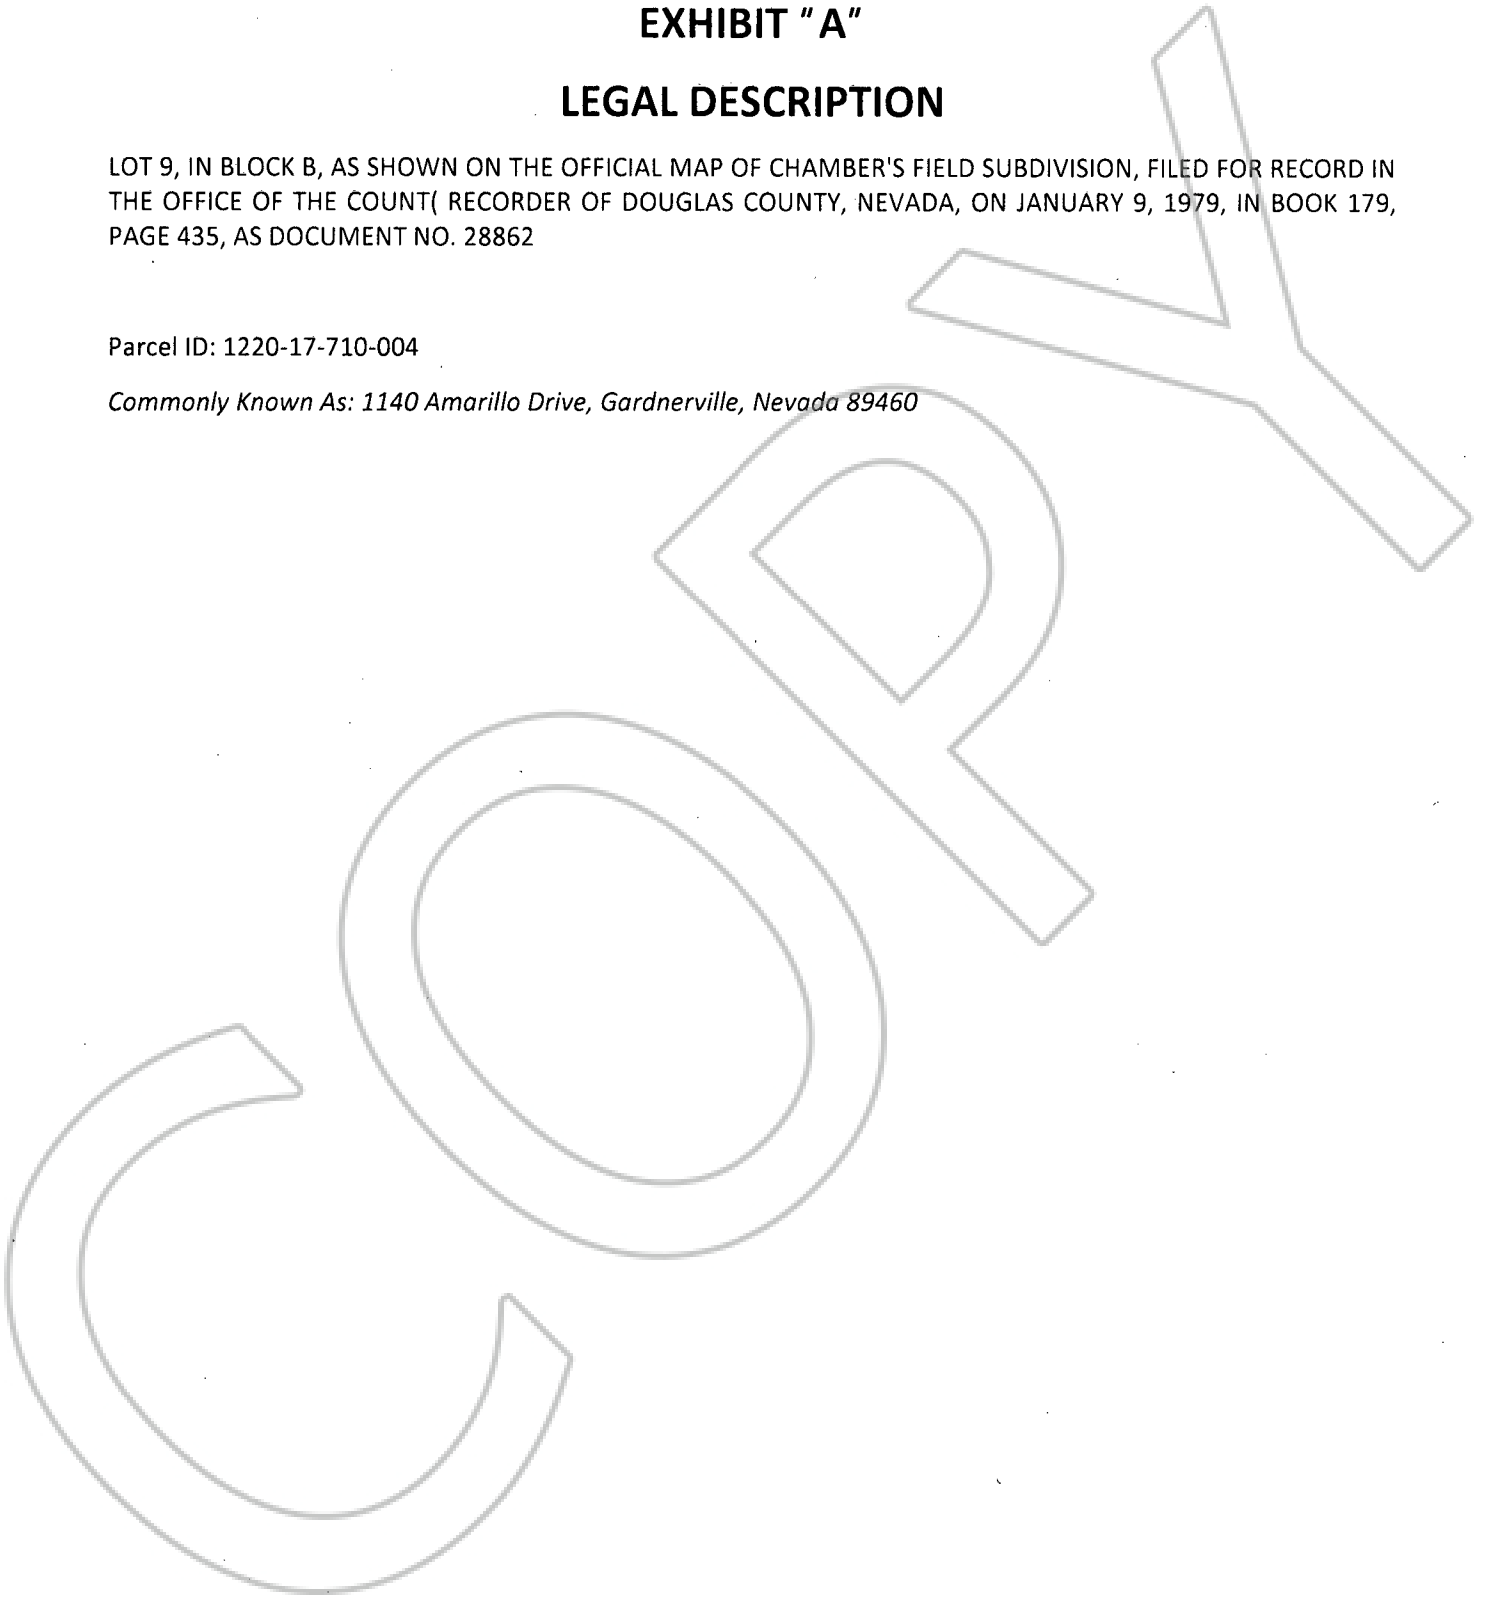 EXHIBIT "A"
LEGAL DESCRIPTION
LOT 9, IN BLOCK B, AS SHOWN ON THE OFFICIAL MAP OF CHAMBER'S FIELD SUBDIVISION, FILED FOR RECORD IN
THE OFFICE OF THE COUNT( RECORDER OF DOUGLAS COUNTY, NEVADA, ON JANUARY 9, 1979, IN BOOK 179,
PAGE 435, AS DOCUMENT NO. 28862
Parcel ID: 1220-17-710-004
Commonly Known As: 1140 Amarillo Drive, Gardnerville, Nevada 89460
COPY